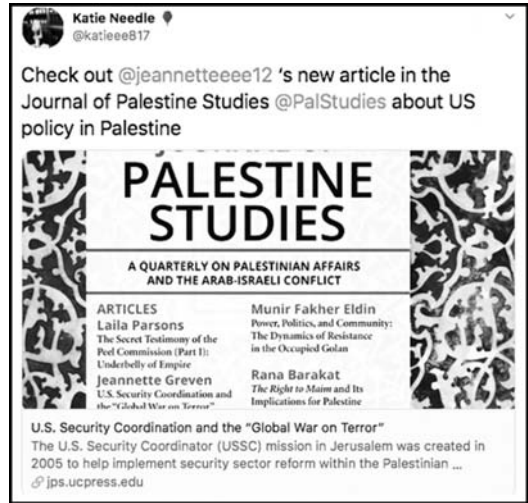 Katie Needle
@katieee817
Check out @jeannetteeee12 's new article in the
Journal of Palestine Studies @PalStudies about US
policy in Palestine
JOURNAL OF
PALESTINE
STUDIES
A QUARTERLY ON PALESTINIAN AFFAIRS
AND THE ARAB-ISRAELI CONFLICT
ARTICLES
Laila Parsons
The Secret Testimony of the
Peel Commission (Part I):
Underbelly of Empire
Jeannette Greven
U.S. Security Coordination and
the "Global War on Terror"
Munir Fakher Eldin
Power, Politics, and Community:
The Dynamics of Resistance
in the Occupied Golan
Rana Barakat
The Right to Maim and Its
Implications for Palestine
U.S. Security Coordination and the "Global War on Terror"
The U.S. Security Coordinator (USSC) mission in Jerusalem was created in
2005 to help implement security sector reform within the Palestinian ...
jps.ucpress.edu